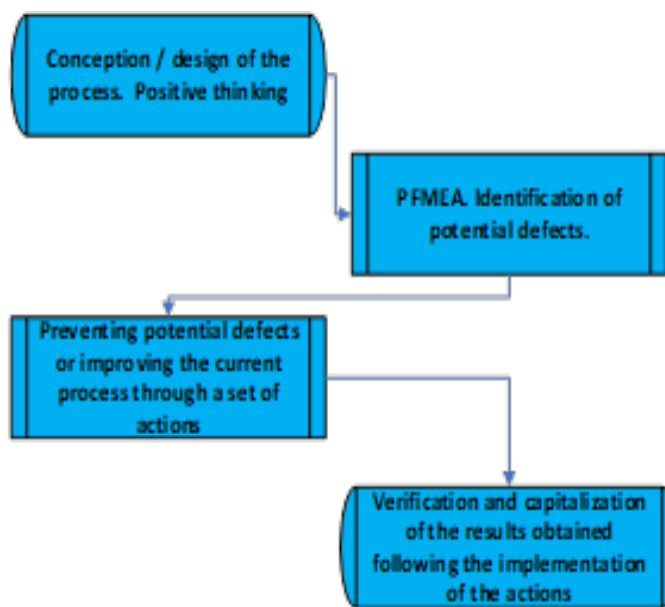 Conception / design of the
process. Positive thinking
PFMEA. Identification of
potential defects.
Preventing potential defects
or improving the current
process through a set of
actions
Verification and capitalization
of the results obtained
following the implementation
of the actions